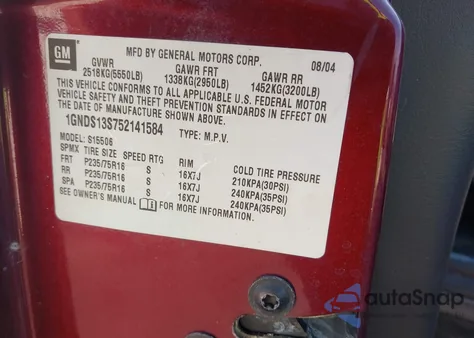 GM
MFD BY GENERAL MOTORS CORP. 08/04
GVWR GAWR FRT GAWR RR
2518KG(5550LB) 1338KG(2950LB) 1452KG(3200LB)
THIS VEHICLE CONFORMS TO ALL APPLICABLE U.S. FEDERAL MOTOR
VEHICLE SAFETY AND THEFT PREVENTION STANDARDS IN EFFECT ON
THE DATE OF MANUFACTURE SHOWN ABOVE.
1GNDS13S752141584 TYPE: M.P.V.
MODEL: S15506
SPMX TIRE SIZE SPEED RTG RIM COLD TIRE PRESSURE
FRT P235/75R16 S 16X7J 210KPA(30PSI)
RR P235/75R16 S 16X7J 240KPA(35PSI)
SPA P235/75R16 S 16X7J 240KPA(35PSI)
SEE OWNER'S MANUAL FOR MORE INFORMATION.
autoSnap